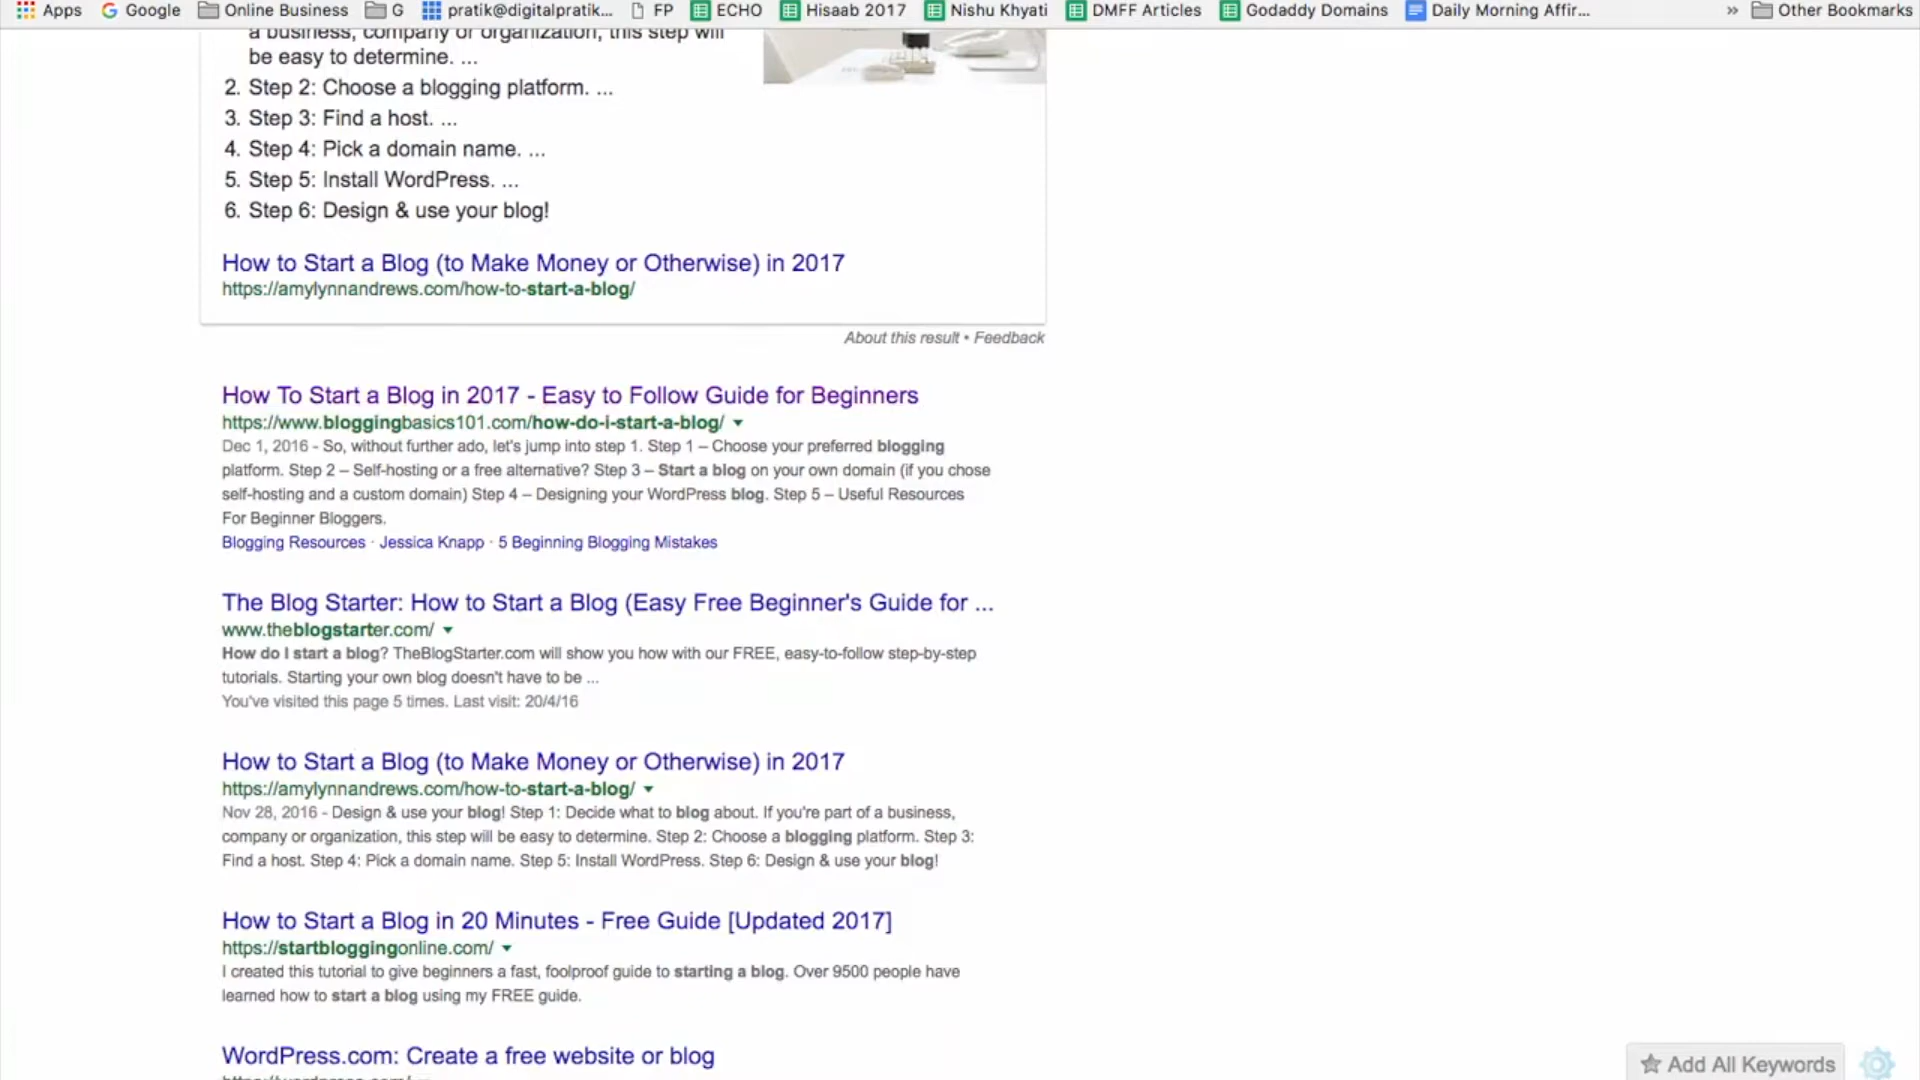 Apps Google Online Business G pratik@digitalpratik... FP ECHO Hisaab 2017 Nishu Khyati DMFF Articles Godaddy Domains Daily Morning Affir... » Other Bookmarks
a business, company or organization, this step will
be easy to determine. ...
2. Step 2: Choose a blogging platform. ...
3. Step 3: Find a host. ...
4. Step 4: Pick a domain name. ...
5. Step 5: Install WordPress. ...
6. Step 6: Design & use your blog!
How to Start a Blog (to Make Money or Otherwise) in 2017
https://amylynnandrews.com/how-to-start-a-blog/
About this result • Feedback
How To Start a Blog in 2017 - Easy to Follow Guide for Beginners
https://www.bloggingbasics101.com/how-do-i-start-a-blog/
Dec 1, 2016 - So, without further ado, let's jump into step 1. Step 1 – Choose your preferred blogging
platform. Step 2 – Self-hosting or a free alternative? Step 3 – Start a blog on your own domain (if you chose
self-hosting and a custom domain) Step 4 – Designing your WordPress blog. Step 5 – Useful Resources
For Beginner Bloggers.
Blogging Resources · Jessica Knapp · 5 Beginning Blogging Mistakes
The Blog Starter: How to Start a Blog (Easy Free Beginner's Guide for ...
www.theblogstarter.com/
How do I start a blog? TheBlogStarter.com will show you how with our FREE, easy-to-follow step-by-step
tutorials. Starting your own blog doesn't have to be ...
You've visited this page 5 times. Last visit: 20/4/16
How to Start a Blog (to Make Money or Otherwise) in 2017
https://amylynnandrews.com/how-to-start-a-blog/
Nov 28, 2016 - Design & use your blog! Step 1: Decide what to blog about. If you're part of a business,
company or organization, this step will be easy to determine. Step 2: Choose a blogging platform. Step 3:
Find a host. Step 4: Pick a domain name. Step 5: Install WordPress. Step 6: Design & use your blog!
How to Start a Blog in 20 Minutes - Free Guide [Updated 2017]
https://startbloggingonline.com/
I created this tutorial to give beginners a fast, foolproof guide to starting a blog. Over 9500 people have
learned how to start a blog using my FREE guide.
WordPress.com: Create a free website or blog
Add All Keywords